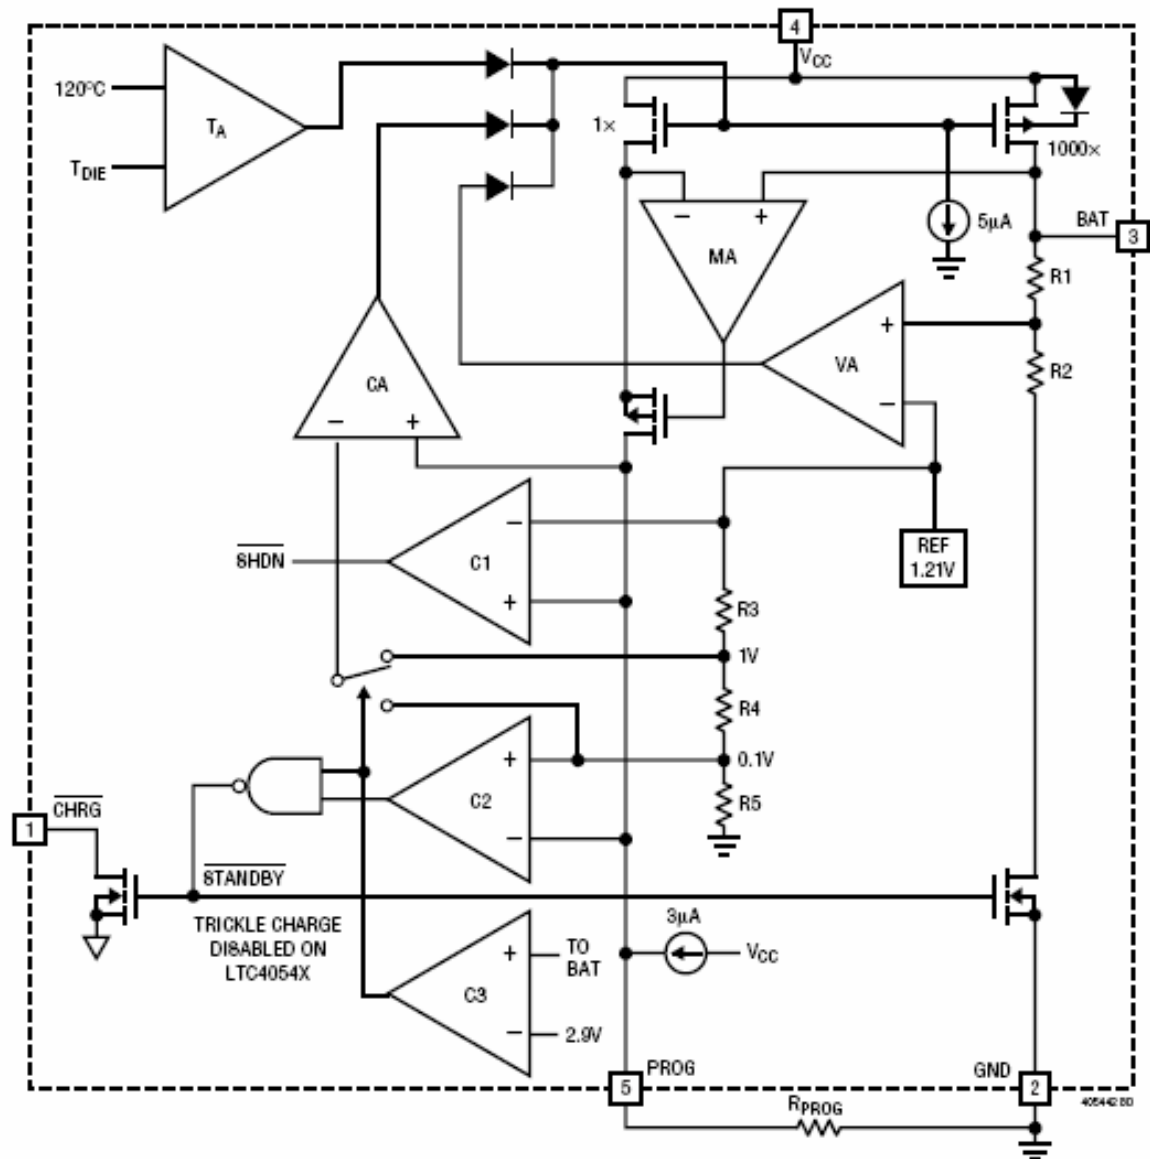 4
VCC
120°C
TA
TDIE
1×
1000×
− +
MA
5µA
BAT
3
R1
+
VA
−
R2
CA
− +
SHDN
−
C1
+
REF
1.21V
R3
1V
R4
0.1V
R5
+
C2
−
CHRG
1
STANDBY
TRICKLE CHARGE
DISABLED ON
LTC4054X
3µA
VCC
+
C3
−
TO
BAT
2.9V
5
PROG
GND
2
RPROG
405442 BD